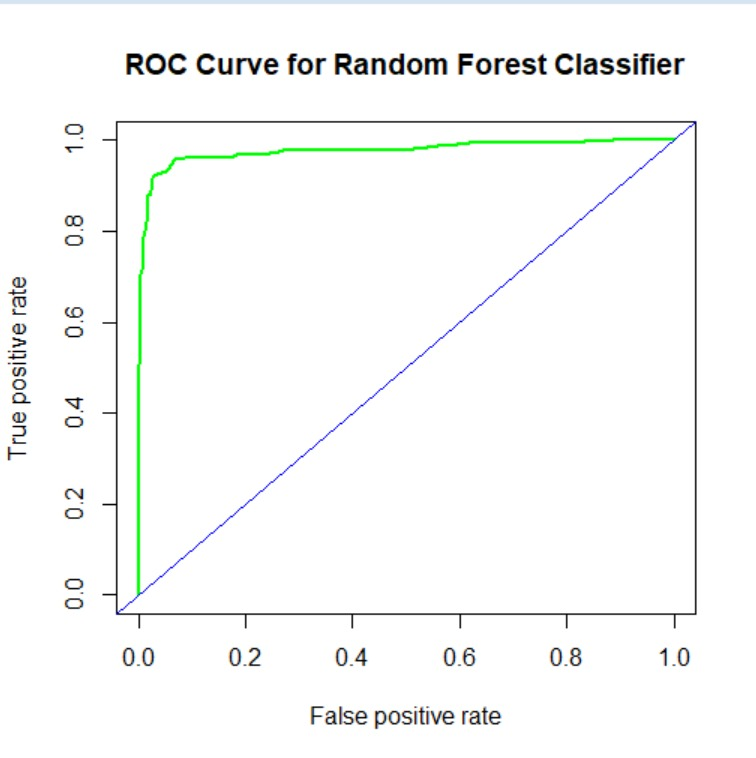 ROC Curve for Random Forest Classifier
True positive rate
1.0
0.8
0.6
0.4
0.2
0.0
0.0 0.2 0.4 0.6 0.8 1.0
False positive rate